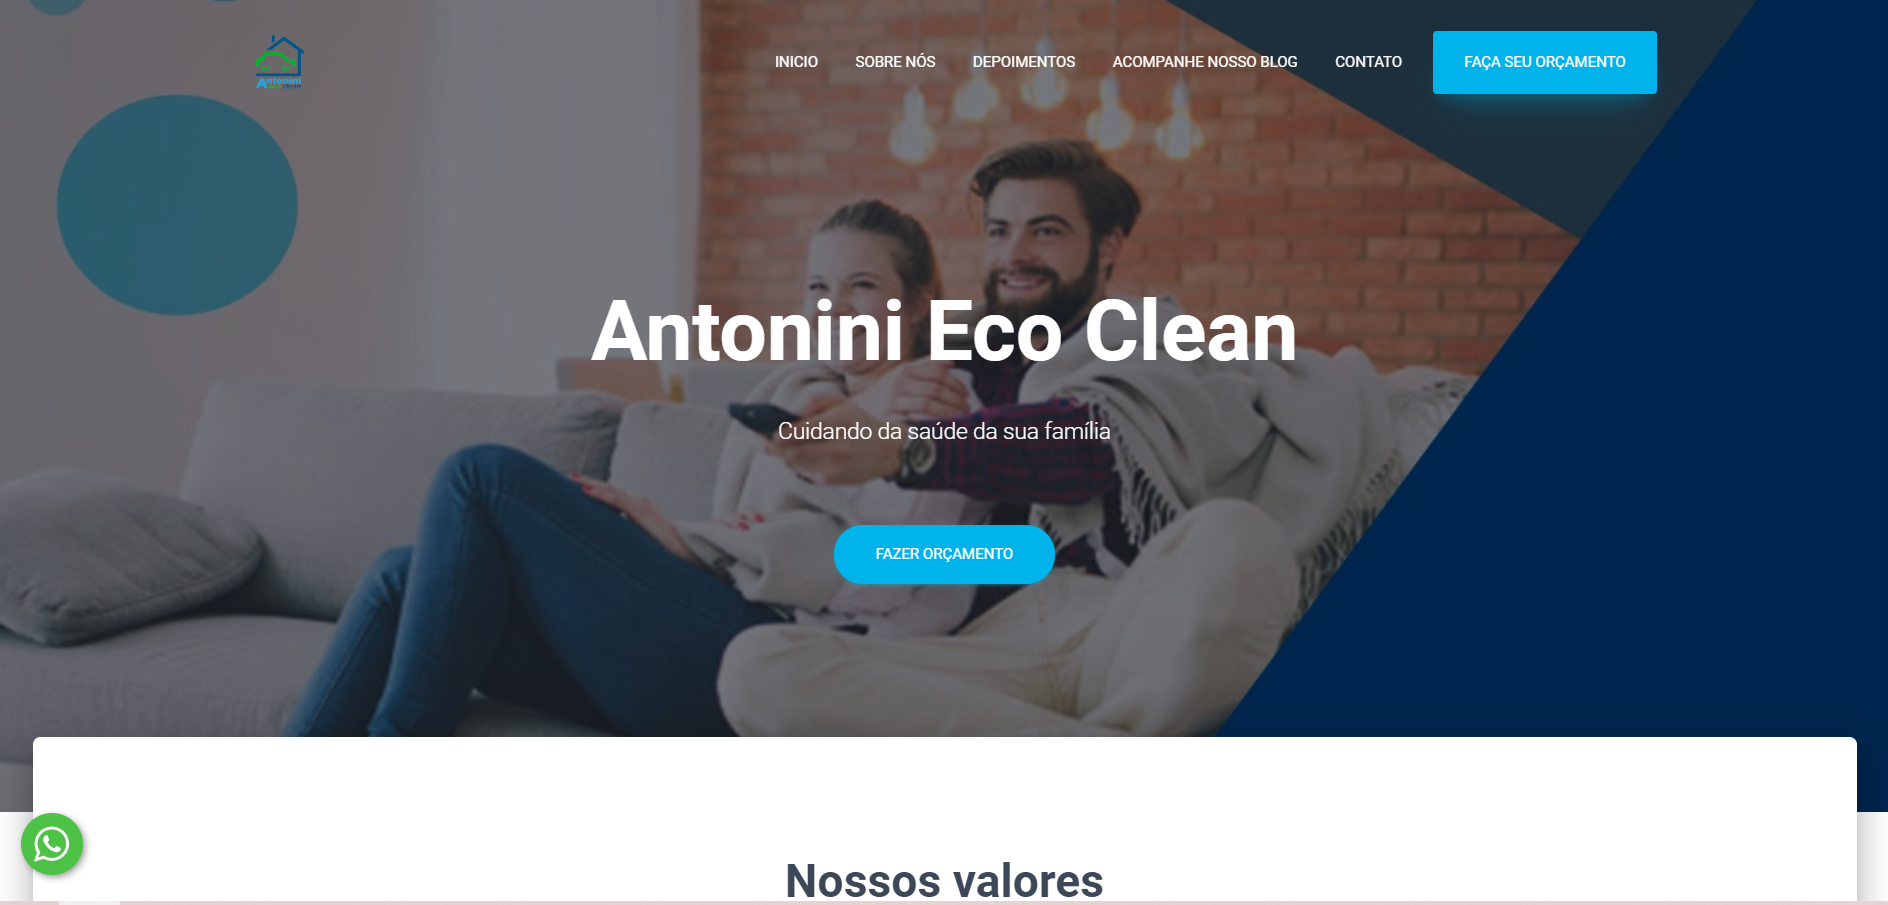 Antonini
clean
INICIO
SOBRE NÓS
DEPOIMENTOS
ACOMPANHE NOSSO BLOG
CONTATO
FAÇA SEU ORÇAMENTO
Antonini Eco Clean
Cuidando da saúde da sua família
FAZER ORÇAMENTO
Nossos valores